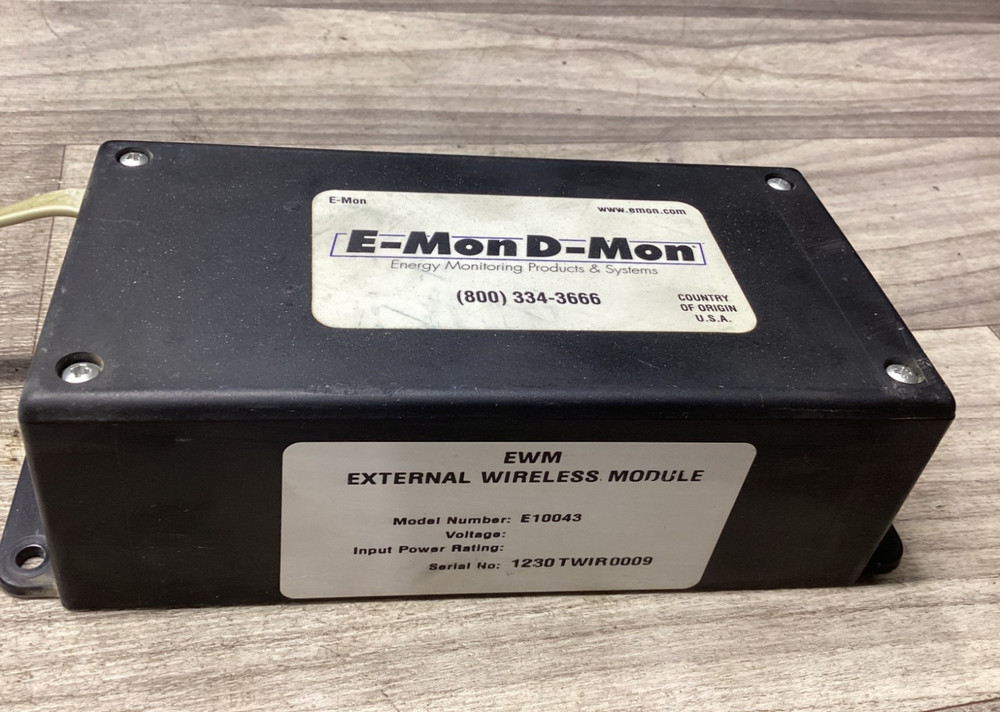 E-Mon
www.emon.com
E-Mon D-Mon
Energy Monitoring Products & Systems
(800) 334-3666
COUNTRY
OF ORIGIN
U.S.A.
EWM
EXTERNAL WIRELESS MODULE
Model Number: E10043
Voltage:
Input Power Rating:
Serial No: 1230TWIR0009